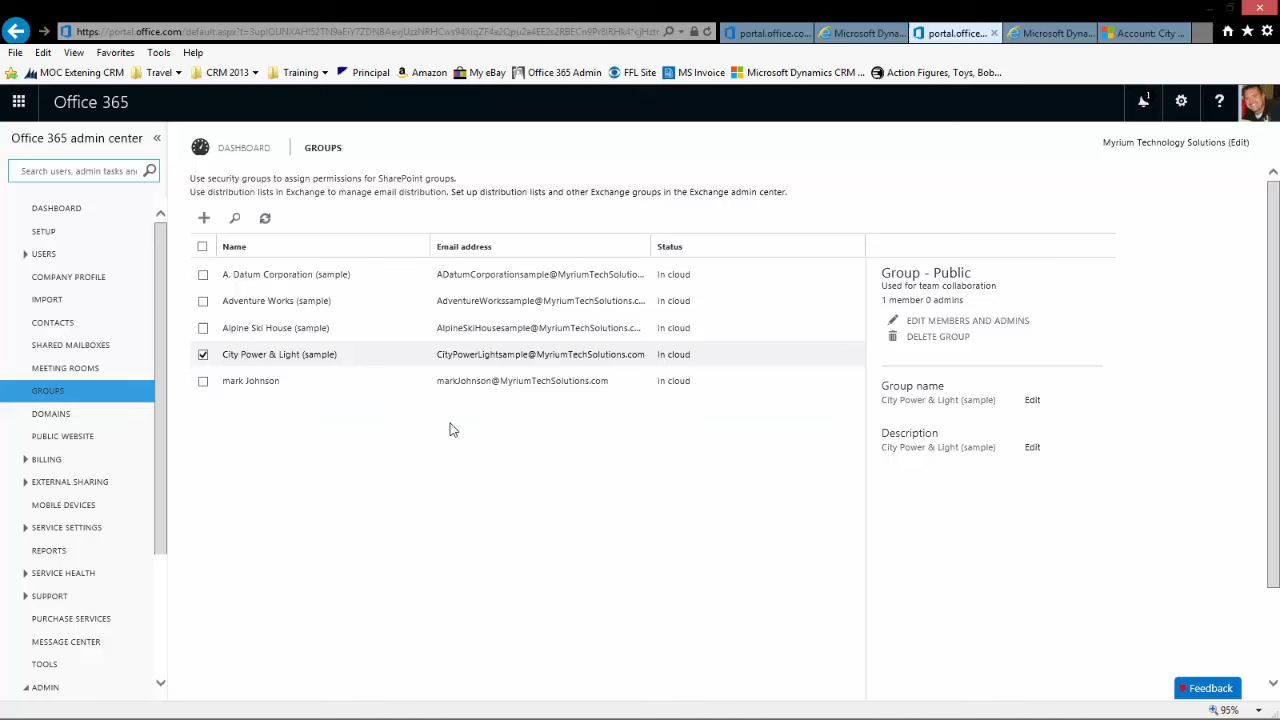 https://portal.office.com/default.aspx?
portal.office.co...
Microsoft Dyna...
portal.office...
Microsoft Dyna...
Account: City ...
File Edit View Favorites Tools Help
MOC Extening CRM Travel CRM 2013 Training Principal Amazon My eBay Office 365 Admin FFL Site MS Invoice Microsoft Dynamics CRM ... Action Figures, Toys, Bob...
Office 365
1
?
Office 365 admin center «
Search users, admin tasks an
DASHBOARD
SETUP
USERS
COMPANY PROFILE
IMPORT
CONTACTS
SHARED MAILBOXES
MEETING ROOMS
GROUPS
DOMAINS
PUBLIC WEBSITE
BILLING
EXTERNAL SHARING
MOBILE DEVICES
SERVICE SETTINGS
REPORTS
SERVICE HEALTH
SUPPORT
PURCHASE SERVICES
MESSAGE CENTER
TOOLS
ADMIN
DASHBOARD GROUPS
Myrium Technology Solutions (Edit)
Use security groups to assign permissions for SharePoint groups.
Use distribution lists in Exchange to manage email distribution. Set up distribution lists and other Exchange groups in the Exchange admin center.
Name Email address Status
A. Datum Corporation (sample) ADatumCorporationsample@MyriumTechSolutio... In cloud
Adventure Works (sample) AdventureWorkssample@MyriumTechSolutions.c... In cloud
Alpine Ski House (sample) AlpineSkiHousesample@MyriumTechSolutions.c... In cloud
City Power & Light (sample) CityPowerLightsample@MyriumTechSolutions.com In cloud
mark Johnson markJohnson@MyriumTechSolutions.com In cloud
Group - Public
Used for team collaboration
1 member 0 admins
EDIT MEMBERS AND ADMINS
DELETE GROUP
Group name
City Power & Light (sample) Edit
Description
City Power & Light (sample) Edit
Feedback
95%